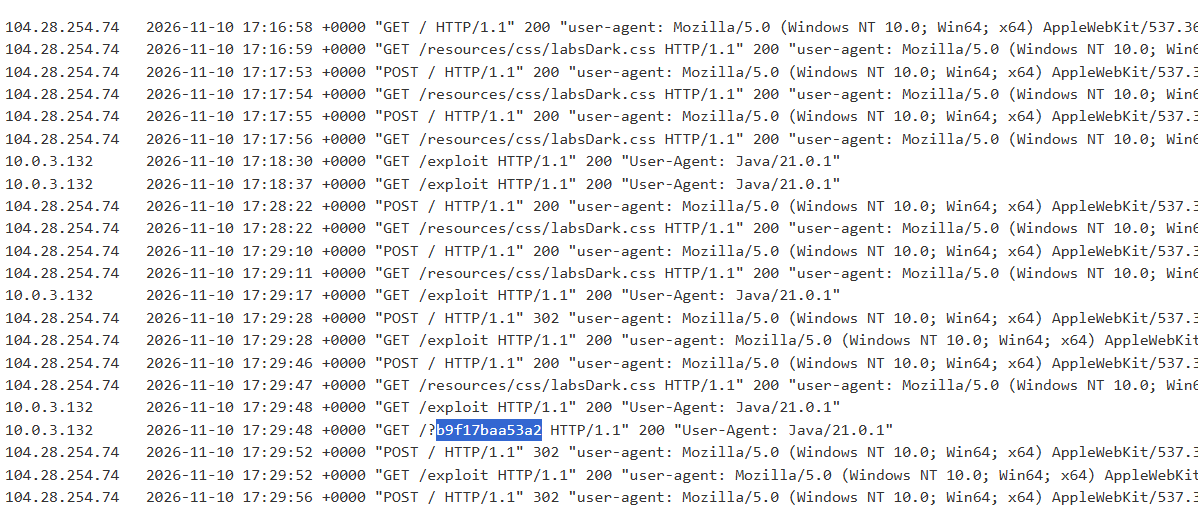 104.28.254.74 2026-11-10 17:16:58 +0000 "GET / HTTP/1.1" 200 "user-agent: Mozilla/5.0 (Windows NT 10.0; Win64; x64) AppleWebKit/537.36
104.28.254.74 2026-11-10 17:16:59 +0000 "GET /resources/css/labsDark.css HTTP/1.1" 200 "user-agent: Mozilla/5.0 (Windows NT 10.0; Win6
104.28.254.74 2026-11-10 17:17:53 +0000 "POST / HTTP/1.1" 200 "user-agent: Mozilla/5.0 (Windows NT 10.0; Win64; x64) AppleWebKit/537.3
104.28.254.74 2026-11-10 17:17:54 +0000 "GET /resources/css/labsDark.css HTTP/1.1" 200 "user-agent: Mozilla/5.0 (Windows NT 10.0; Win6
104.28.254.74 2026-11-10 17:17:55 +0000 "POST / HTTP/1.1" 200 "user-agent: Mozilla/5.0 (Windows NT 10.0; Win64; x64) AppleWebKit/537.3
104.28.254.74 2026-11-10 17:17:56 +0000 "GET /resources/css/labsDark.css HTTP/1.1" 200 "user-agent: Mozilla/5.0 (Windows NT 10.0; Win6
10.0.3.132 2026-11-10 17:18:30 +0000 "GET /exploit HTTP/1.1" 200 "User-Agent: Java/21.0.1"
10.0.3.132 2026-11-10 17:18:37 +0000 "GET /exploit HTTP/1.1" 200 "User-Agent: Java/21.0.1"
104.28.254.74 2026-11-10 17:28:22 +0000 "POST / HTTP/1.1" 200 "user-agent: Mozilla/5.0 (Windows NT 10.0; Win64; x64) AppleWebKit/537.3
104.28.254.74 2026-11-10 17:28:22 +0000 "GET /resources/css/labsDark.css HTTP/1.1" 200 "user-agent: Mozilla/5.0 (Windows NT 10.0; Win6
104.28.254.74 2026-11-10 17:29:10 +0000 "POST / HTTP/1.1" 200 "user-agent: Mozilla/5.0 (Windows NT 10.0; Win64; x64) AppleWebKit/537.3
104.28.254.74 2026-11-10 17:29:11 +0000 "GET /resources/css/labsDark.css HTTP/1.1" 200 "user-agent: Mozilla/5.0 (Windows NT 10.0; Win6
10.0.3.132 2026-11-10 17:29:17 +0000 "GET /exploit HTTP/1.1" 200 "User-Agent: Java/21.0.1"
104.28.254.74 2026-11-10 17:29:28 +0000 "POST / HTTP/1.1" 302 "user-agent: Mozilla/5.0 (Windows NT 10.0; Win64; x64) AppleWebKit/537.3
104.28.254.74 2026-11-10 17:29:28 +0000 "GET /exploit HTTP/1.1" 200 "user-agent: Mozilla/5.0 (Windows NT 10.0; Win64; x64) AppleWebKit
104.28.254.74 2026-11-10 17:29:46 +0000 "POST / HTTP/1.1" 200 "user-agent: Mozilla/5.0 (Windows NT 10.0; Win64; x64) AppleWebKit/537.3
104.28.254.74 2026-11-10 17:29:47 +0000 "GET /resources/css/labsDark.css HTTP/1.1" 200 "user-agent: Mozilla/5.0 (Windows NT 10.0; Win6
10.0.3.132 2026-11-10 17:29:48 +0000 "GET /exploit HTTP/1.1" 200 "User-Agent: Java/21.0.1"
10.0.3.132 2026-11-10 17:29:48 +0000 "GET /?b9f17baa53a2 HTTP/1.1" 200 "User-Agent: Java/21.0.1"
104.28.254.74 2026-11-10 17:29:52 +0000 "POST / HTTP/1.1" 302 "user-agent: Mozilla/5.0 (Windows NT 10.0; Win64; x64) AppleWebKit/537.3
104.28.254.74 2026-11-10 17:29:52 +0000 "GET /exploit HTTP/1.1" 200 "user-agent: Mozilla/5.0 (Windows NT 10.0; Win64; x64) AppleWebKit
104.28.254.74 2026-11-10 17:29:56 +0000 "POST / HTTP/1.1" 302 "user-agent: Mozilla/5.0 (Windows NT 10.0; Win64; x64) AppleWebKit/537.3